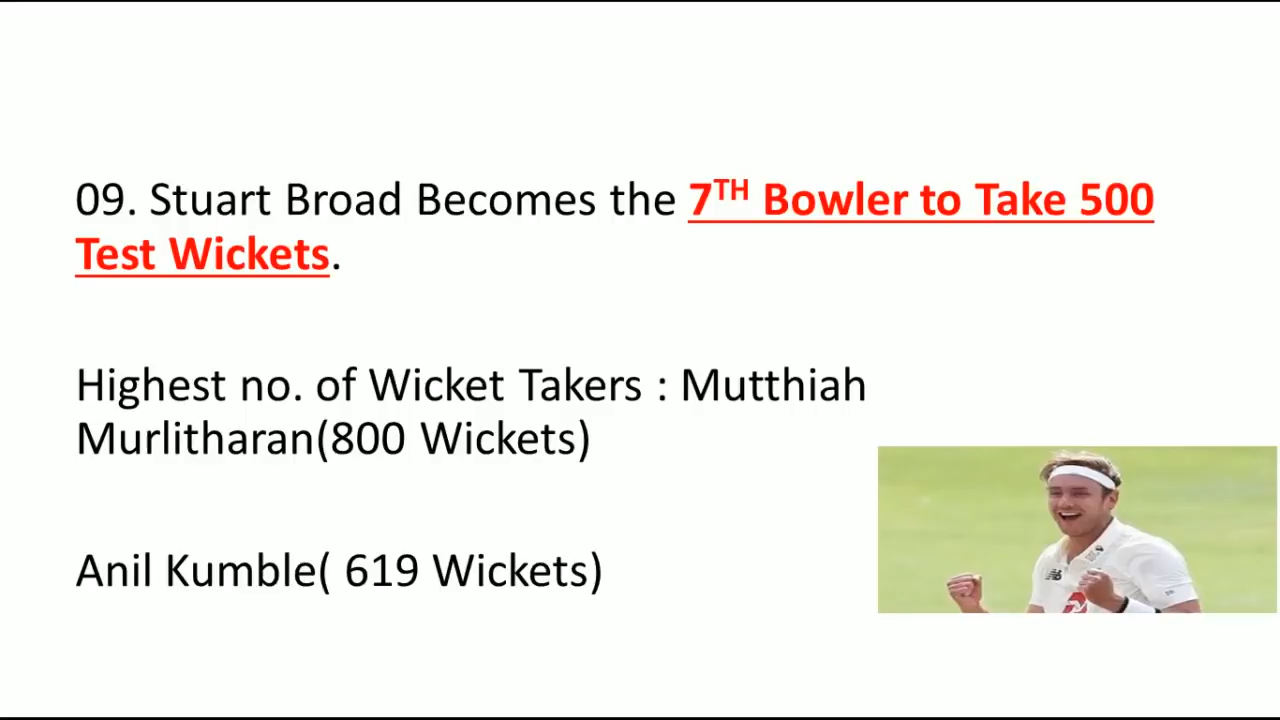 09. Stuart Broad Becomes the 7TH Bowler to Take 500
Test Wickets.
Highest no. of Wicket Takers : Mutthiah
Murlitharan(800 Wickets)
Anil Kumble( 619 Wickets)